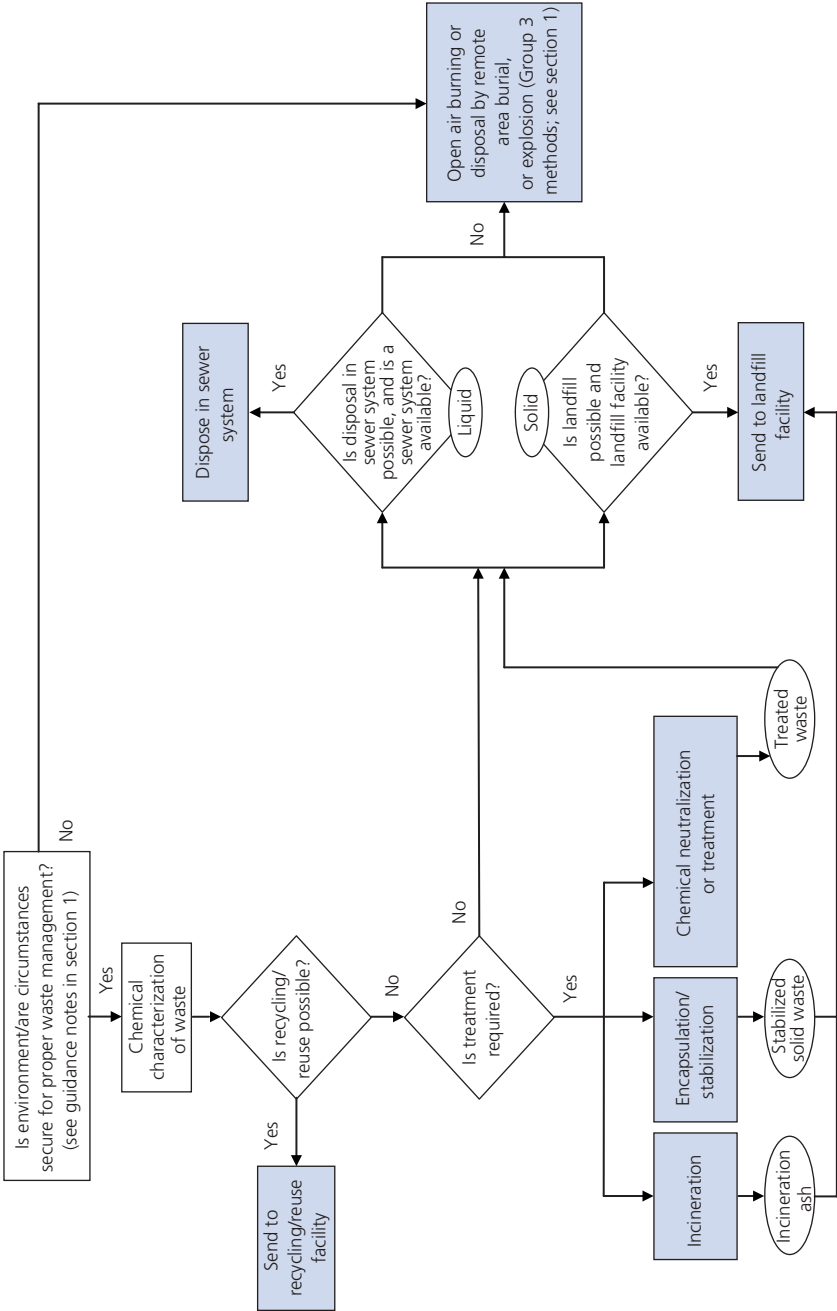 Is environment/are circumstances
secure for proper waste management?
(see guidance notes in section 1)
No
Yes
Chemical
characterization
of waste
Is recycling/
reuse possible?
Yes
Send to
recycling/reuse
facility
No
Is treatment
required?
No
Yes
Incineration
Encapsulation/
stabilization
Chemical neutralization
or treatment
Incineration
ash
Stabilized
solid waste
Treated
waste
Is disposal in
sewer system
possible, and is a
sewer system
available?
Liquid
Yes
Dispose in sewer
system
Solid
Is landfill
possible and
landfill facility
available?
Yes
Send to landfill
facility
No
Open air burning or
disposal by remote
area burial,
or explosion (Group 3
methods; see section 1)